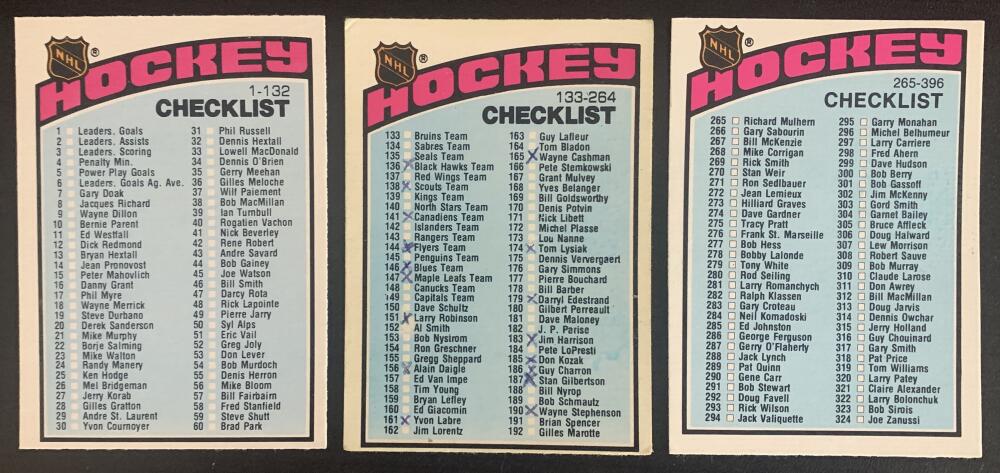 NHL ®
HOCKEY
1-132
CHECKLIST
1 Leaders. Goals
2 Leaders. Assists
3 Leaders. Scoring
4 Penalty Min.
5 Power Play Goals
6 Leaders Goals Ag. Ave.
7 Gary Doak
8 Jacques Richard
9 Wayne Dillon
10 Bernie Parent
11 Ed Westfall
12 Dick Redmond
13 Bryan Hextall
14 Jean Pronovost
15 Peter Mahovlich
16 Danny Grant
17 Phil Myre
18 Wayne Merrick
19 Steve Durbano
20 Derek Sanderson
21 Mike Murphy
22 Borje Salming
23 Mike Walton
24 Randy Manery
25 Ken Hodge
26 Mel Bridgeman
27 Jerry Korab
28 Gilles Gratton
29 Andre St. Laurent
30 Yvon Cournoyer
31 Phil Russell
32 Dennis Hextall
33 Lowell MacDonald
34 Dennis O'Brien
35 Gerry Meehan
36 Gilles Meloche
37 Wilf Paiement
38 Bob MacMillan
39 Ian Turnbull
40 Rogatien Vachon
41 Nick Beverley
42 Rene Robert
43 Andre Savard
44 Bob Gainey
45 Joe Watson
46 Bill Smith
47 Darcy Rota
48 Rick Lapointe
49 Pierre Jarry
50 Syl Alps
51 Eric Vail
52 Greg Joly
53 Don Lever
54 Bob Murdoch
55 Denis Herron
56 Mike Bloom
57 Bill Fairbairn
58 Fred Stanfield
59 Steve Shutt
60 Brad Park
NHL ®
HOCKEY
133-264
CHECKLIST
133 Bruins Team
134 Sabres Team
135 Seals Team
136 Black Hawks Team
137 Red Wings Team
138 Scouts Team
139 Kings Team
140 North Stars Team
141 Canadiens Team
142 Islanders Team
143 Rangers Team
144 Flyers Team
145 Penguins Team
146 Blues Team
147 Maple Leafs Team
148 Canucks Team
149 Capitals Team
150 Dave Schultz
151 Larry Robinson
152 Al Smith
153 Bob Nystrom
154 Ron Greschner
155 Gregg Sheppard
156 Alain Daigle
157 Ed Van Impe
158 Tim Young
159 Bryan Lefley
160 Ed Giacomin
161 Yvon Labre
162 Jim Lorentz
163 Guy Lafleur
164 Tom Bladon
165 Wayne Cashman
166 Pete Stemkowski
167 Grant Mulvey
168 Yves Belanger
169 Bill Goldsworthy
170 Denis Potvin
171 Nick Libett
172 Michel Plasse
173 Lou Nanne
174 Tom Lysiak
175 Dennis Ververgaert
176 Gary Simmons
177 Pierre Bouchard
178 Bill Barber
179 Darryl Edestrand
180 Gilbert Perreault
181 Dave Maloney
182 J. P. Parise
183 Jim Harrison
184 Pete LoPresti
185 Don Kozak
186 Guy Charron
187 Stan Gilbertson
188 Bill Nyrop
189 Bob Schmautz
190 Wayne Stephenson
191 Brian Spencer
192 Gilles Marotte
NHL ®
HOCKEY
265-396
CHECKLIST
265 Richard Mulhern
266 Gary Sabourin
267 Bill McKenzie
268 Mike Corrigan
269 Rick Smith
270 Stan Weir
271 Ron Sedlbauer
272 Jean Lemieux
273 Hilliard Graves
274 Dave Gardner
275 Tracy Pratt
276 Frank St. Marseille
277 Bob Hess
278 Bobby Lalonde
279 Tony White
280 Rod Seiling
281 Larry Romanchych
282 Ralph Klassen
283 Gary Croteau
284 Neil Komadoski
285 Ed Johnston
286 George Ferguson
287 Gerry O'Flaherty
288 Jack Lynch
289 Pat Quinn
290 Gene Carr
291 Bob Stewart
292 Doug Favell
293 Rick Wilson
294 Jack Valiquette
295 Garry Monahan
296 Michel Belhumeur
297 Larry Carriere
298 Fred Ahern
299 Dave Hudson
300 Bob Berry
301 Bob Gassoff
302 Jim McKenny
303 Gord Smith
304 Garnet Bailey
305 Bruce Affleck
306 Doug Halward
307 Lew Morrison
308 Robert Sauve
309 Bob Murray
310 Claude Larose
311 Don Awrey
312 Bill MacMillan
313 Doug Jarvis
314 Dennis Owchar
315 Jerry Holland
316 Guy Chouinard
317 Gary Smith
318 Pat Price
319 Tom Williams
320 Larry Patey
321 Claire Alexander
322 Larry Bolonchuk
323 Bob Sirois
324 Joe Zanussi